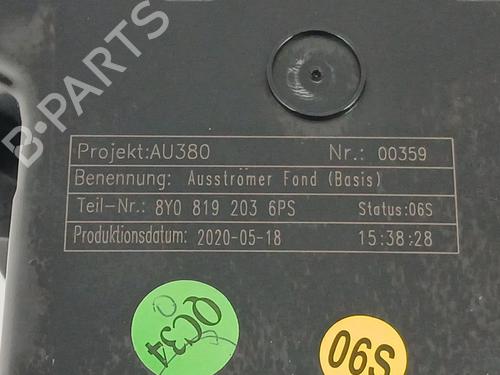 Projekt:AU380 Nr.: 00359
Benennung: Ausströmer Fond (Basis)
Teil-Nr.: 8Y0 819 203 6PS Status:06S
Produktionsdatum: 2020-05-18 15:38:28
QC34
06S
B-PARTS